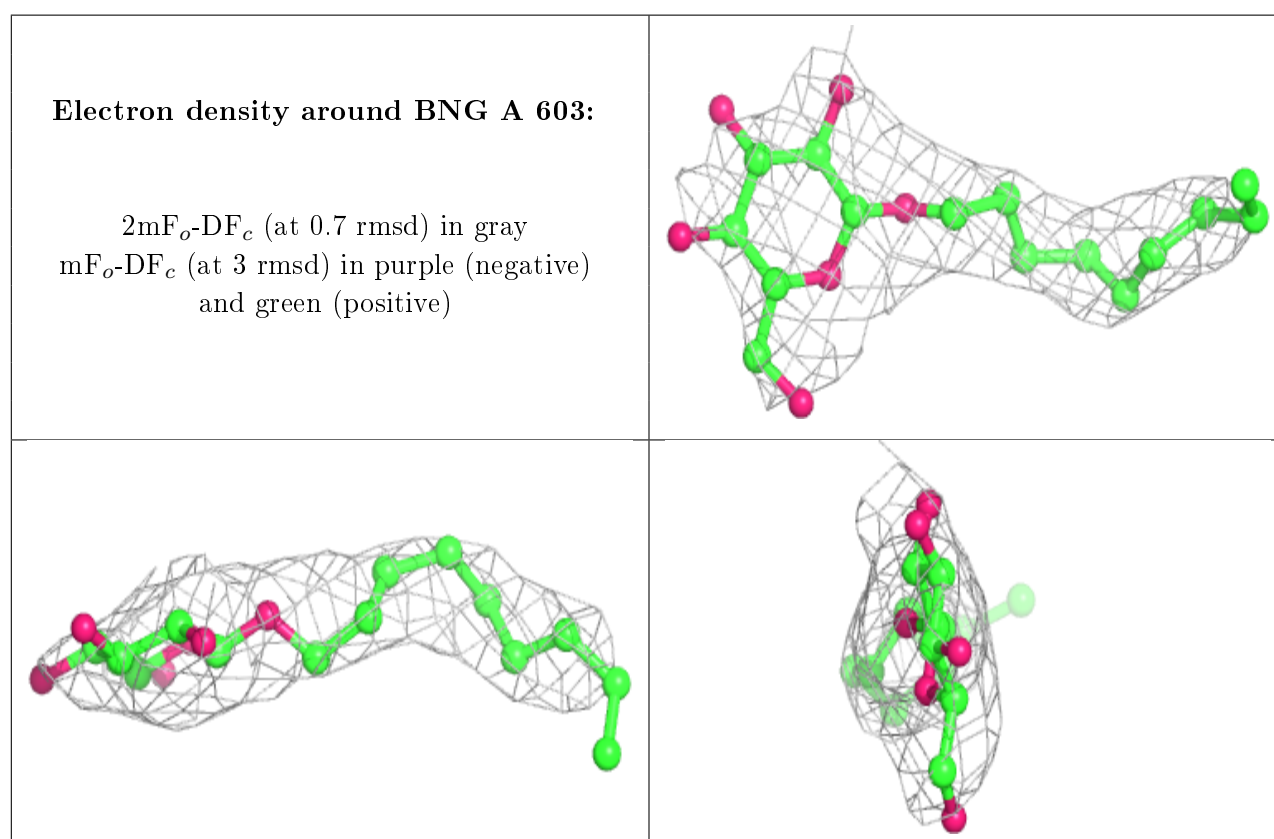 Electron density around BNG A 603:
2mFo-DFc (at 0.7 rmsd) in gray
mFo-DFc (at 3 rmsd) in purple (negative)
and green (positive)